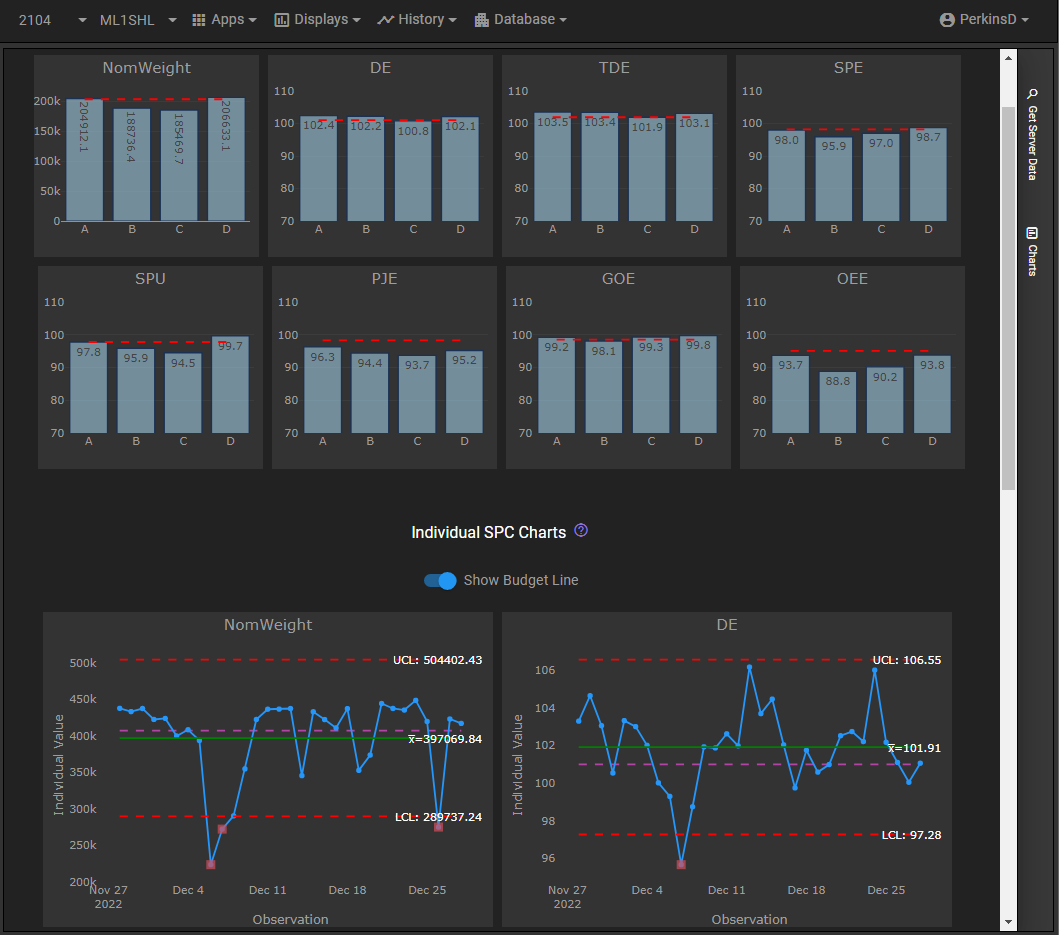 2104 ML1SHL Apps Displays History Database PerkinsD
Get Server Data
Charts
NomWeight
200k
150k
100k
50k
0
204912.1
188736.4
185469.7
206633.1
A B C D
DE
110
100
90
80
70
102.4 102.2 100.8 102.1
A B C D
TDE
110
100
90
80
70
103.5 103.4 101.9 103.1
A B C D
SPE
110
100
90
80
70
98.0 95.9 97.0 98.7
A B C D
SPU
110
100
90
80
70
97.8 95.9 94.5 99.7
A B C D
PJE
110
100
90
80
70
96.3 94.4 93.7 95.2
A B C D
GOE
110
100
90
80
70
99.2 98.1 99.3 99.8
A B C D
OEE
110
100
90
80
70
93.7 88.8 90.2 93.8
A B C D
Individual SPC Charts
Show Budget Line
NomWeight
Individual Value
500k
450k
400k
350k
300k
250k
200k
UCL: 504402.43
x̅=397069.84
LCL: 289737.24
Nov 27 Dec 4 Dec 11 Dec 18 Dec 25
2022
Observation
DE
Individual Value
106
104
102
100
98
96
UCL: 106.55
x̅=101.91
LCL: 97.28
Nov 27 Dec 4 Dec 11 Dec 18 Dec 25
2022
Observation